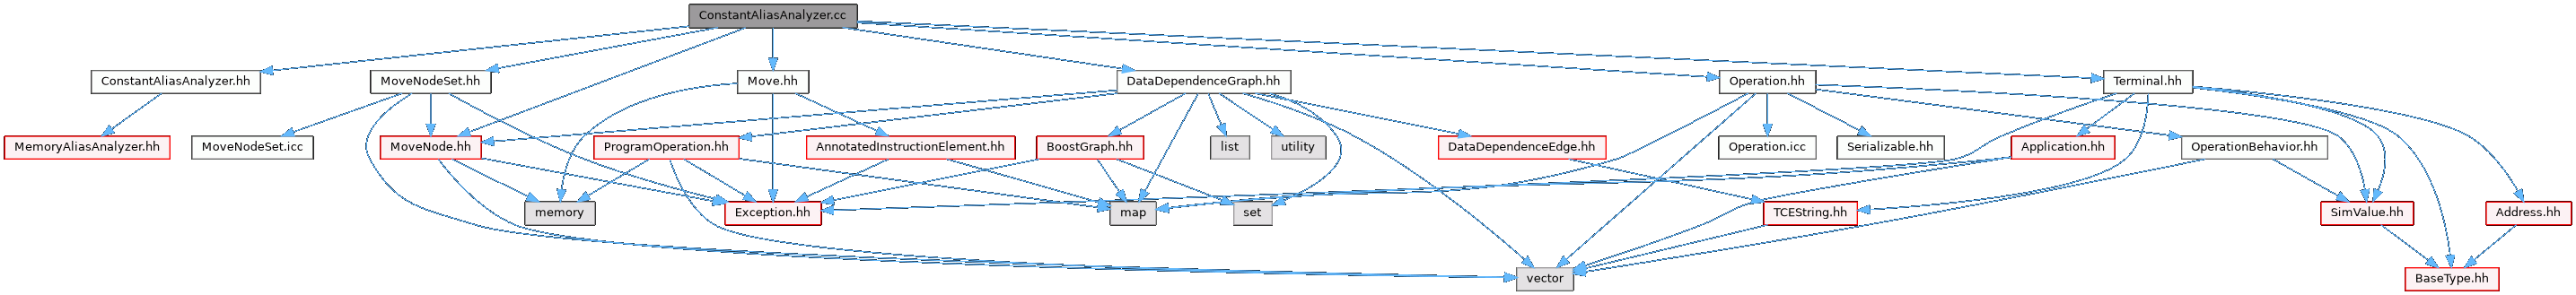 ConstantAliasAnalyzer.cc
ConstantAliasAnalyzer.hh
MoveNodeSet.hh
Move.hh
DataDependenceGraph.hh
Operation.hh
Terminal.hh
MemoryAliasAnalyzer.hh
MoveNodeSet.icc
MoveNode.hh
ProgramOperation.hh
AnnotatedInstructionElement.hh
BoostGraph.hh
list
utility
DataDependenceEdge.hh
Operation.icc
Serializable.hh
Application.hh
OperationBehavior.hh
memory
Exception.hh
map
set
TCEString.hh
SimValue.hh
Address.hh
vector
BaseType.hh